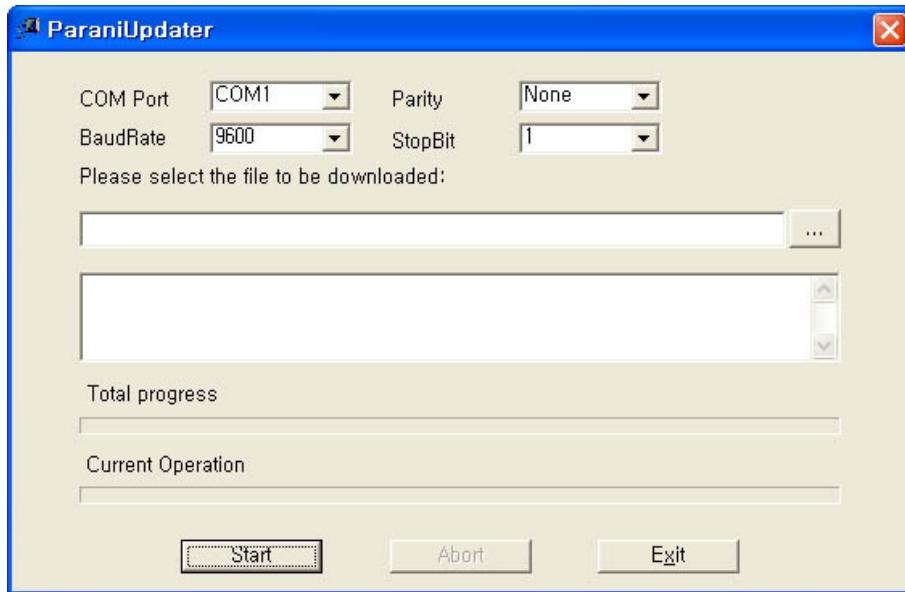 ParaniUpdater
COM Port COM1 Parity None
BaudRate 9600 StopBit 1
Please select the file to be downloaded:
...
Total progress
Current Operation
Start Abort Exit